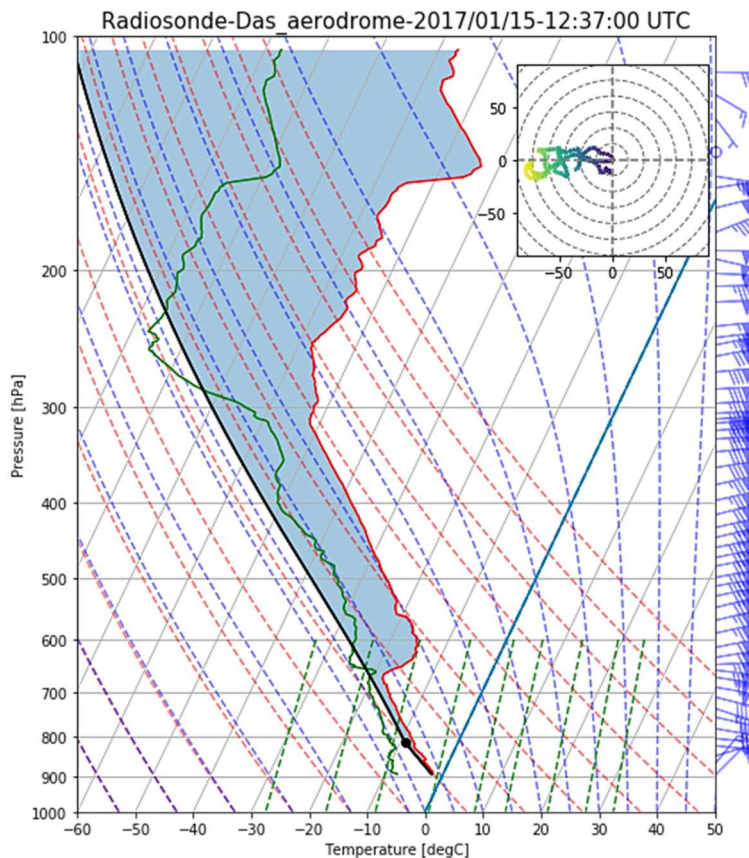 Radiosonde-Das_aerodrome-2017/01/15-12:37:00 UTC
100
200
300
400
500
600
700
800
900
1000
Pressure [hPa]
50
0
−50
−50 0 50
−60 −50 −40 −30 −20 −10 0 10 20 30 40 50
Temperature [degC]